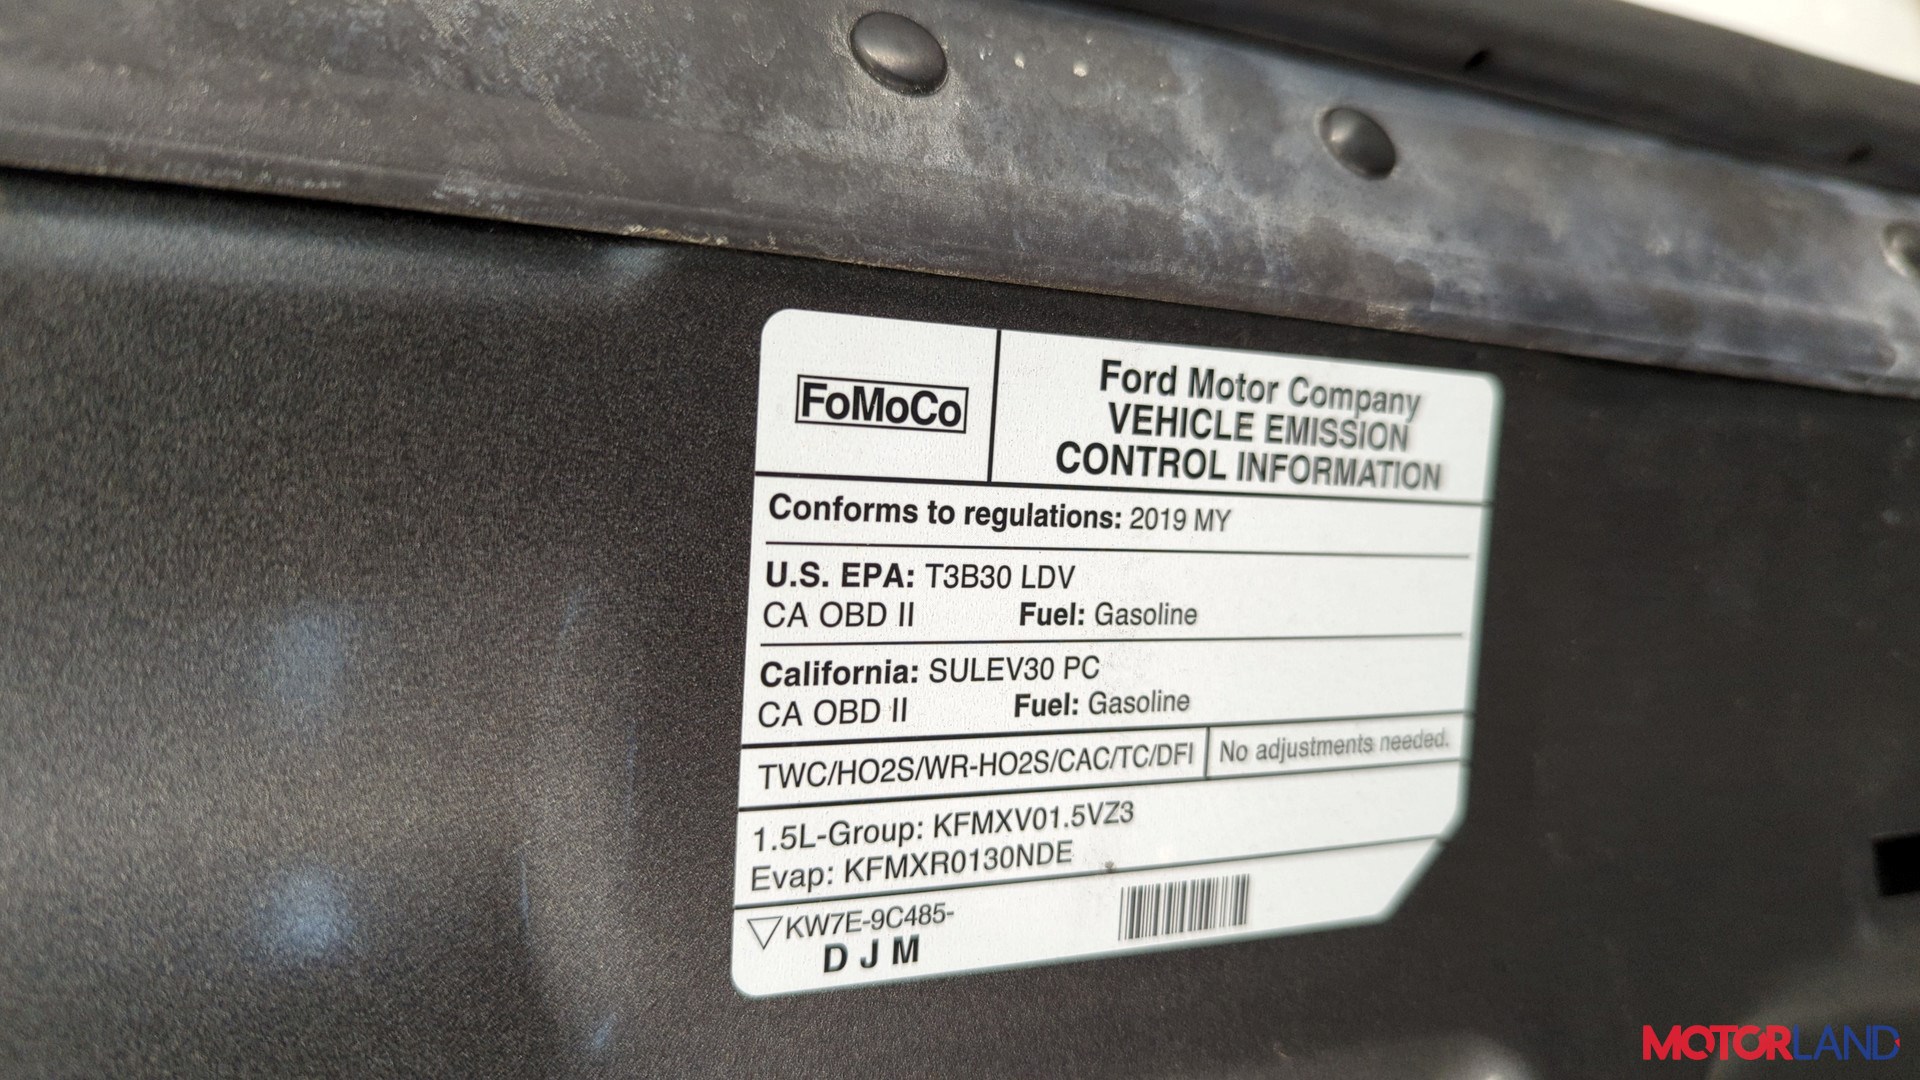 FoMoCo
Ford Motor Company
VEHICLE EMISSION
CONTROL INFORMATION
Conforms to regulations: 2019 MY
U.S. EPA: T3B30 LDV
CA OBD II Fuel: Gasoline
California: SULEV30 PC
CA OBD II Fuel: Gasoline
TWC/HO2S/WR-HO2S/CAC/TC/DFI No adjustments needed.
1.5L-Group: KFMXV01.5VZ3
Evap: KFMXR0130NDE
KW7E-9C485-
D J M
MOTORLAND